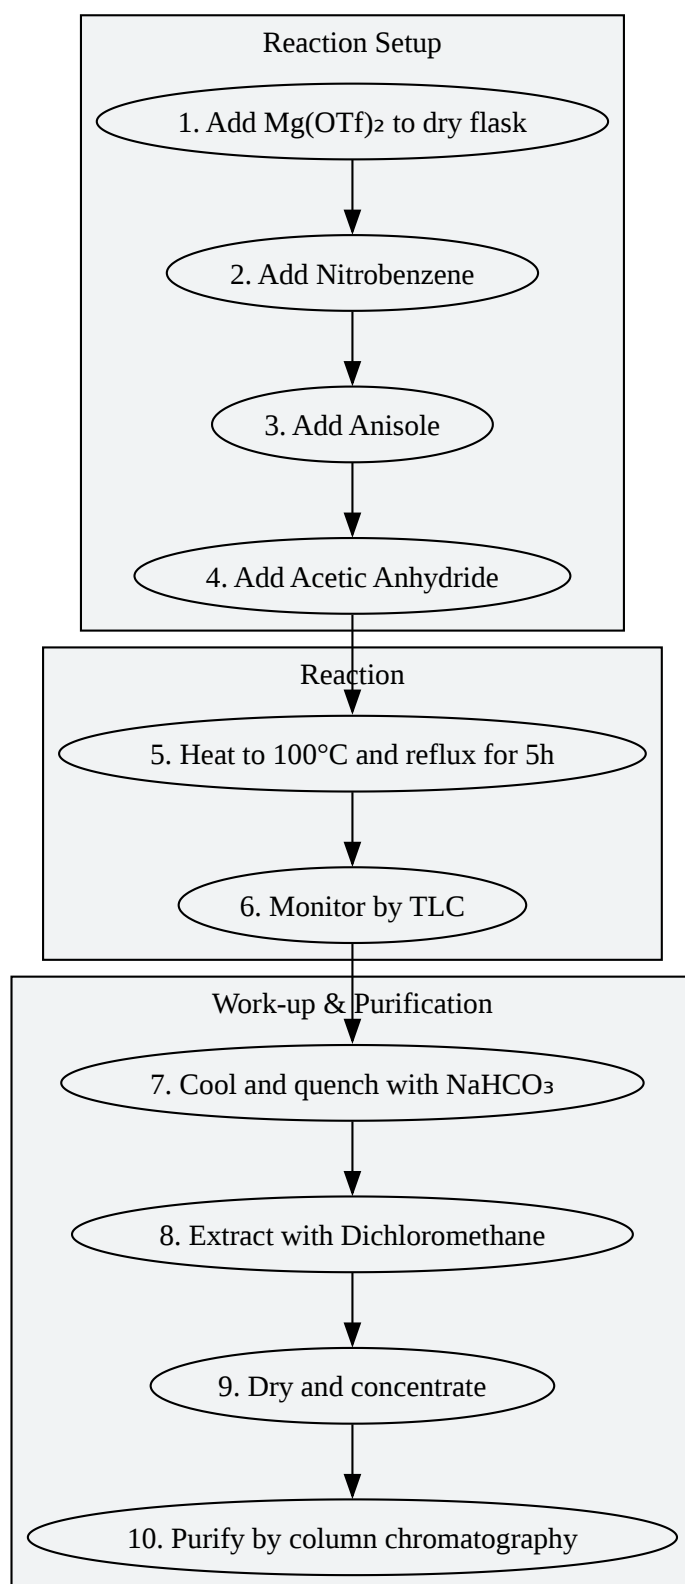 Reaction Setup
1. Add Mg(OTf)₂ to dry flask
2. Add Nitrobenzene
3. Add Anisole
4. Add Acetic Anhydride
Reaction
5. Heat to 100°C and reflux for 5h
6. Monitor by TLC
Work-up & Purification
7. Cool and quench with NaHCO₃
8. Extract with Dichloromethane
9. Dry and concentrate
10. Purify by column chromatography